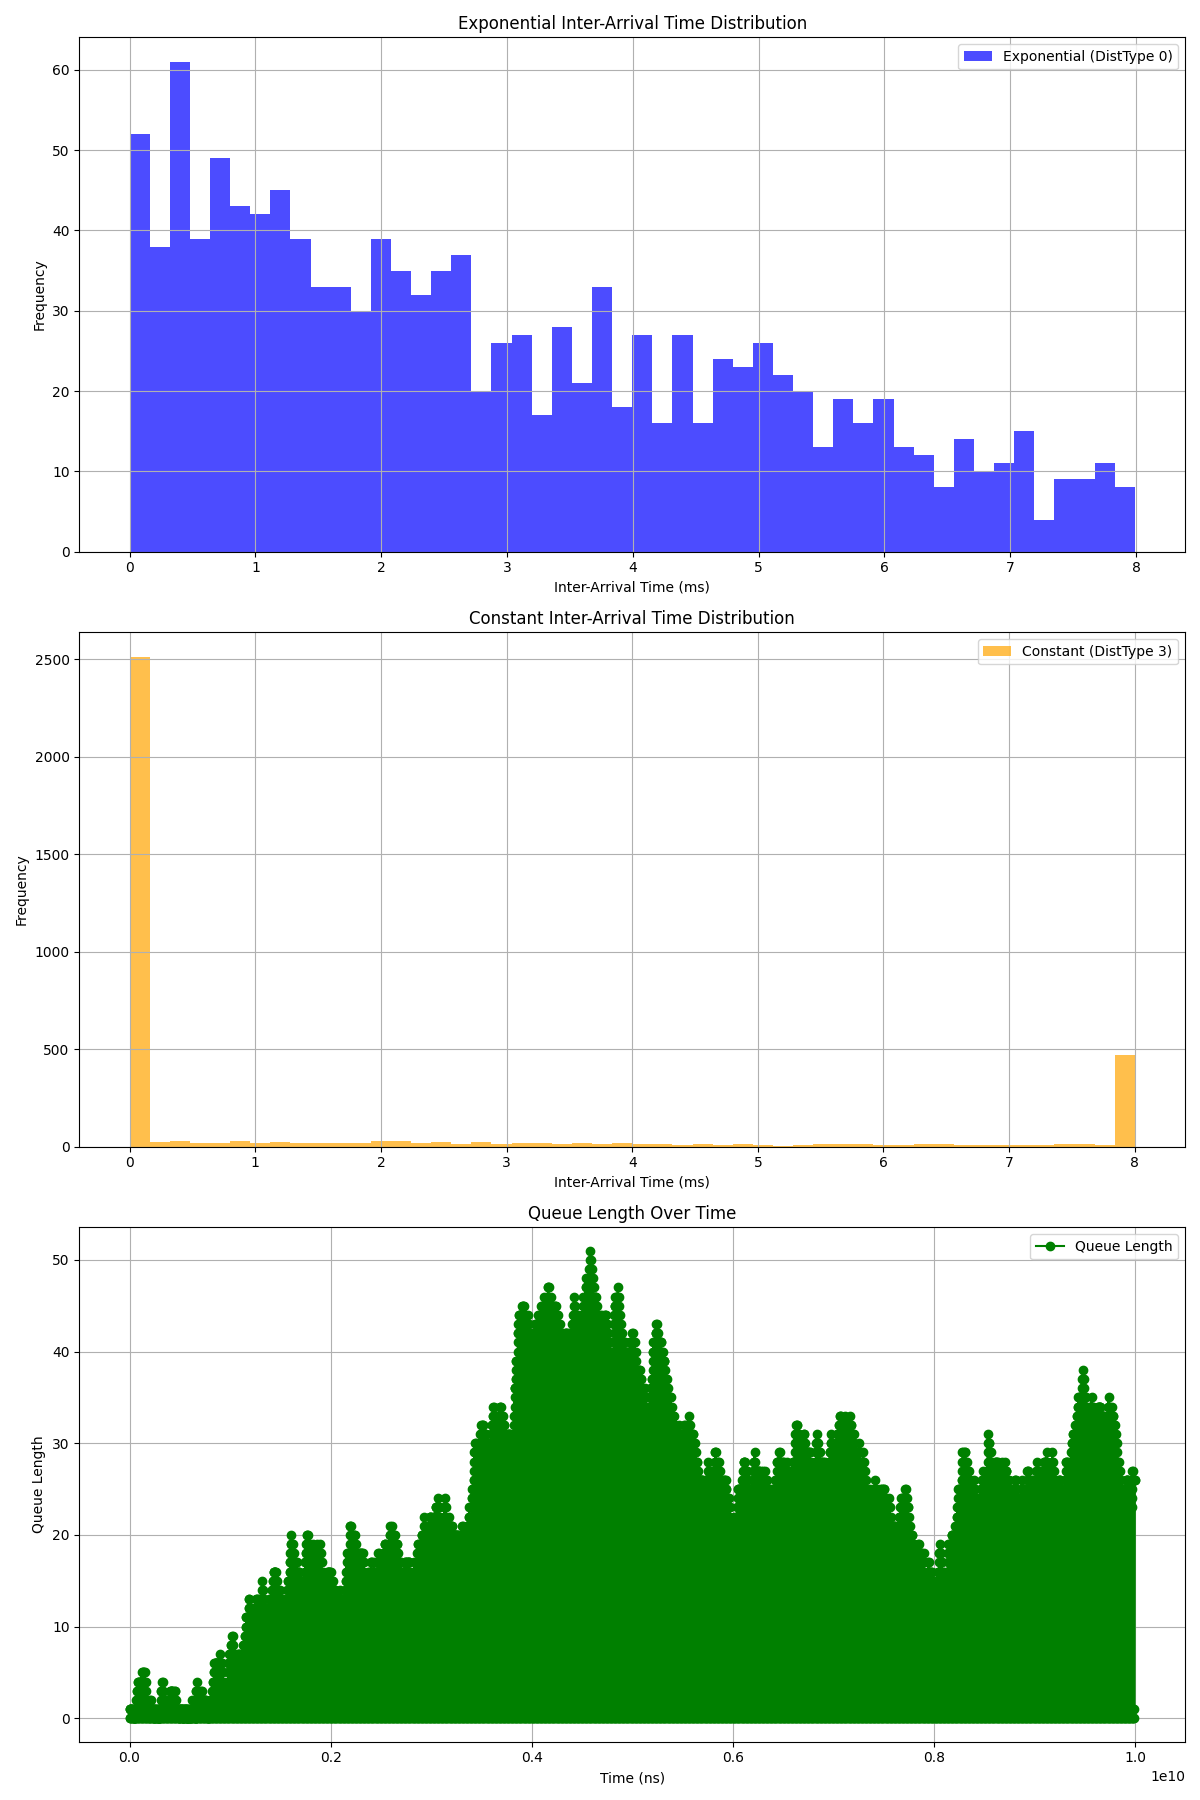 Exponential Inter-Arrival Time Distribution
Exponential (DistType 0)
Frequency
60
50
40
30
20
10
0
0 1 2 3 4 5 6 7 8
Inter-Arrival Time (ms)
Constant Inter-Arrival Time Distribution
Constant (DistType 3)
Frequency
2500
2000
1500
1000
500
0
0 1 2 3 4 5 6 7 8
Inter-Arrival Time (ms)
Queue Length Over Time
Queue Length
Queue Length
50
40
30
20
10
0
0.0 0.2 0.4 0.6 0.8 1.0
1e10
Time (ns)